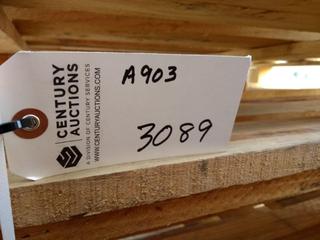 A903
3089
CENTURY
AUCTIONS
A DIVISION OF CENTURY SERVICES
WWW.CENTURYAUCTIONS.COM